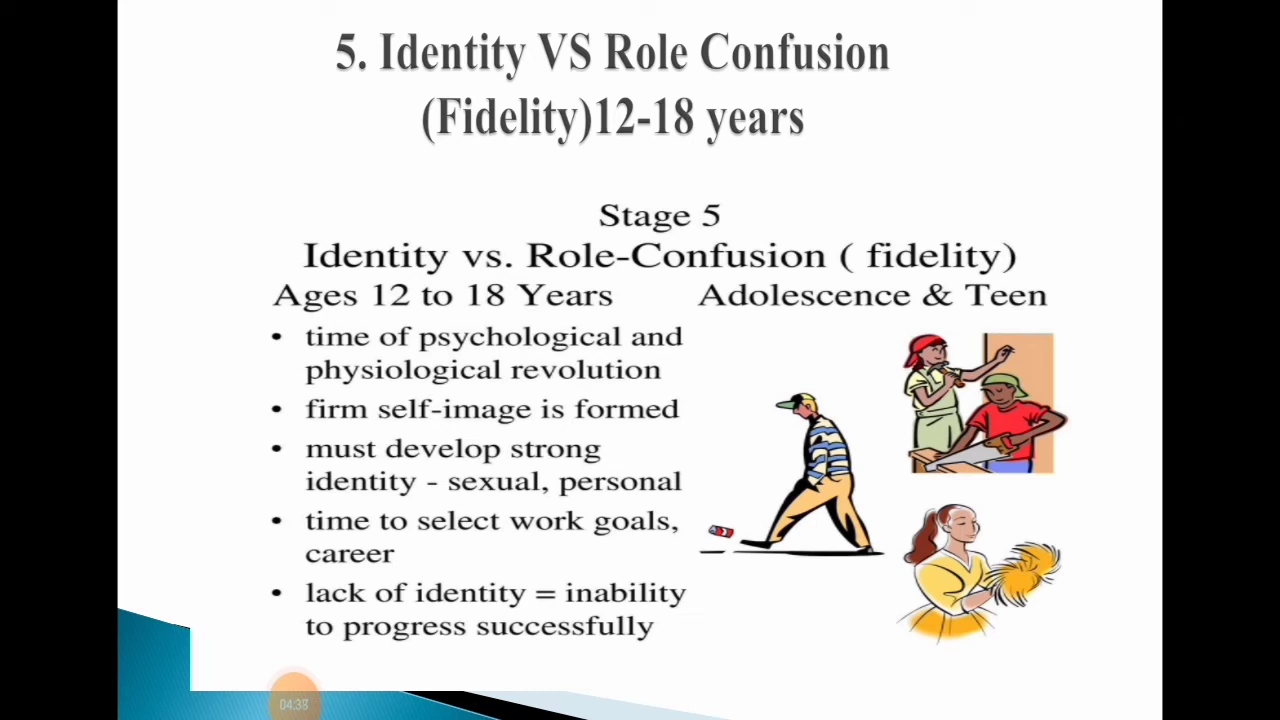 5. Identity VS Role Confusion
(Fidelity)12-18 years
Stage 5
Identity vs. Role-Confusion ( fidelity)
Ages 12 to 18 Years
Adolescence & Teen
• time of psychological and
physiological revolution
• firm self-image is formed
• must develop strong
identity - sexual, personal
• time to select work goals,
career
• lack of identity = inability
to progress successfully
04:38